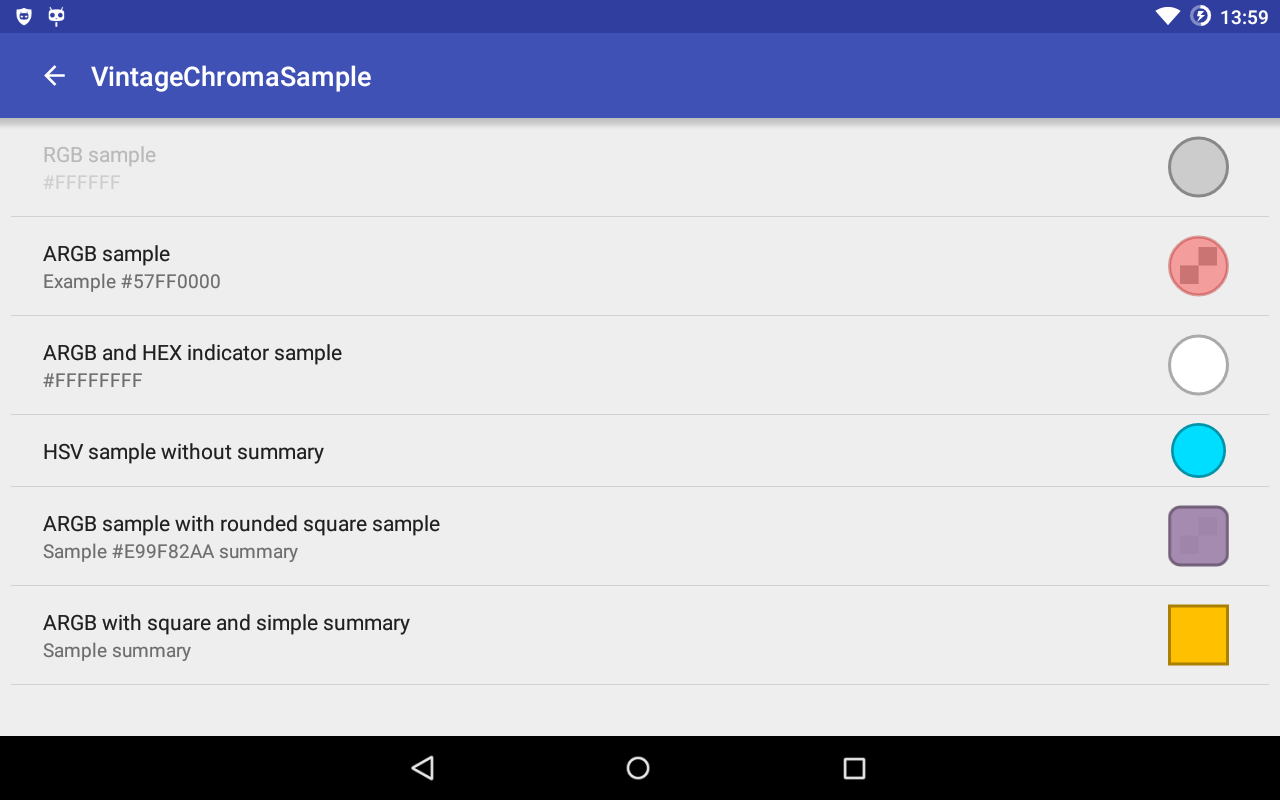 13:59
VintageChromaSample
RGB sample
#FFFFFF
ARGB sample
Example #57FF0000
ARGB and HEX indicator sample
#FFFFFFFF
HSV sample without summary
ARGB sample with rounded square sample
Sample #E99F82AA summary
ARGB with square and simple summary
Sample summary